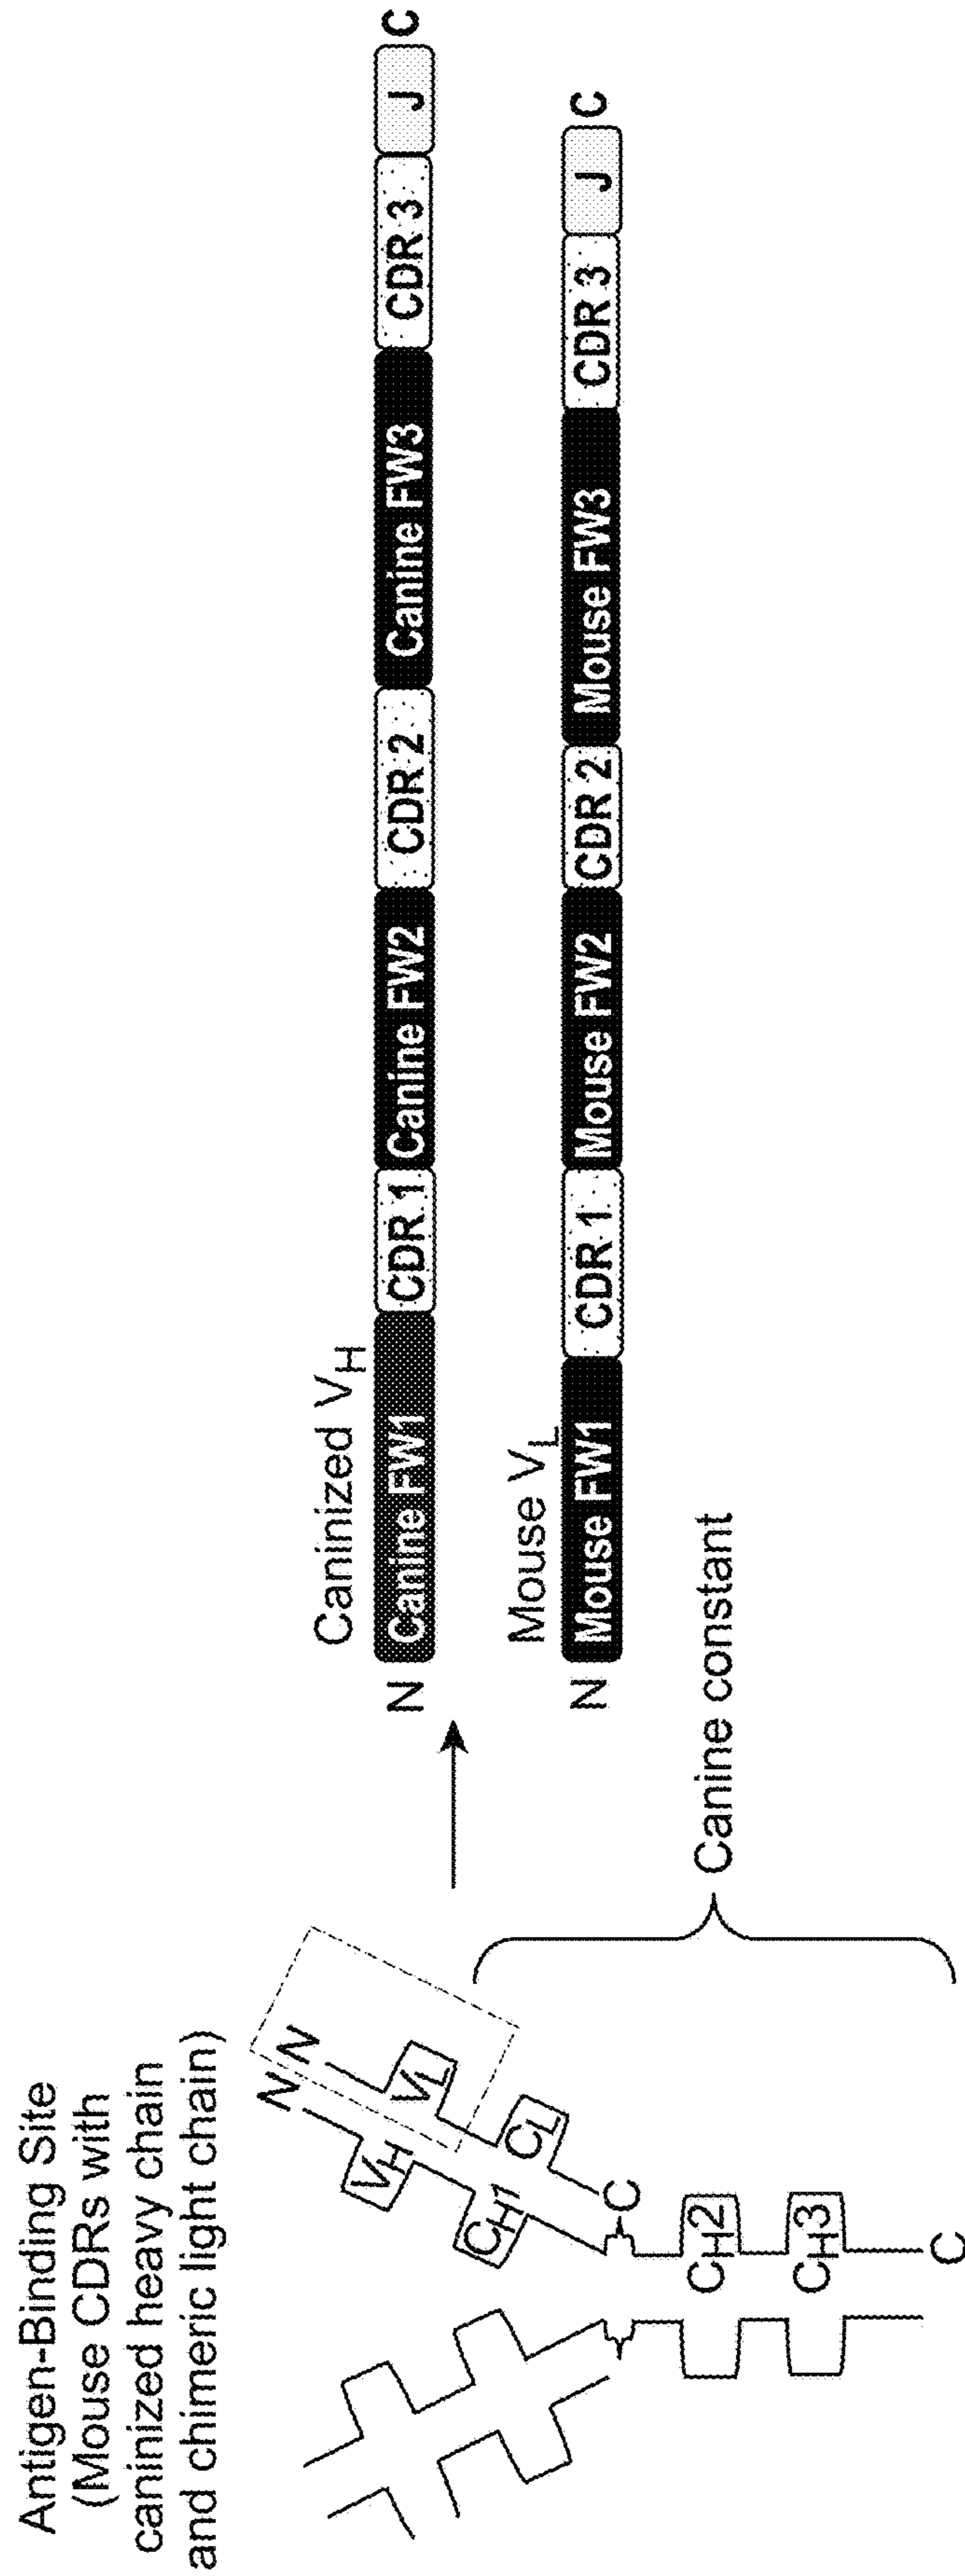 Antigen-Binding Site
(Mouse CDRs with
caninized heavy chain
and chimeric light chain)
N
N
VH
VL
CH1
CL
C
CH2
CH3
C
Canine constant
Caninized VH
N Canine FW1 CDR 1 Canine FW2 CDR 2 Canine FW3 CDR 3 J C
Mouse VL
N Mouse FW1 CDR 1 Mouse FW2 CDR 2 Mouse FW3 CDR 3 J C